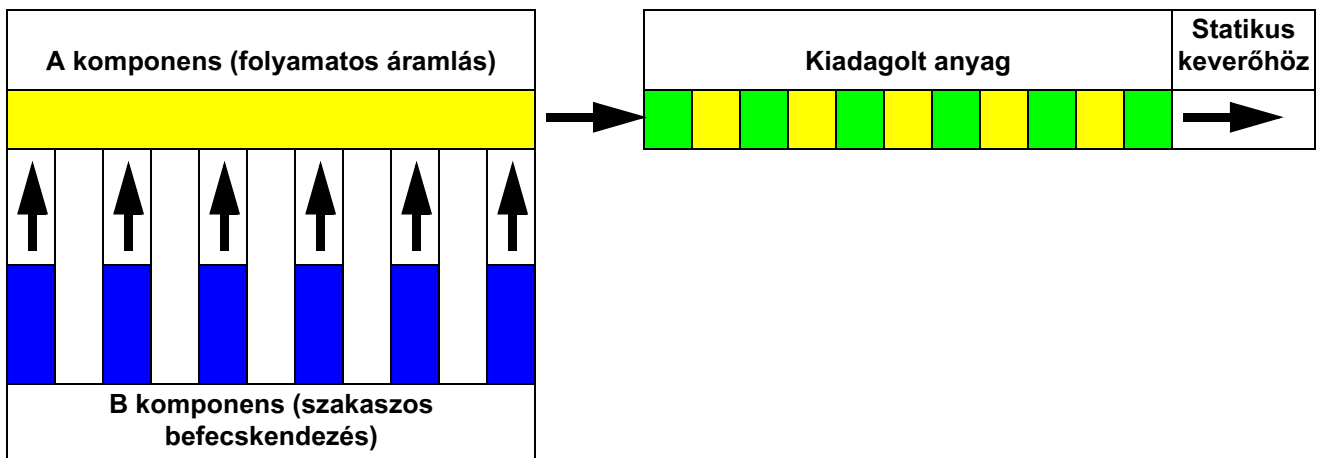 A komponens (folyamatos áramlás)
Kiadagolt anyag
Statikus
keverőhöz
B komponens (szakaszos
befecskendezés)